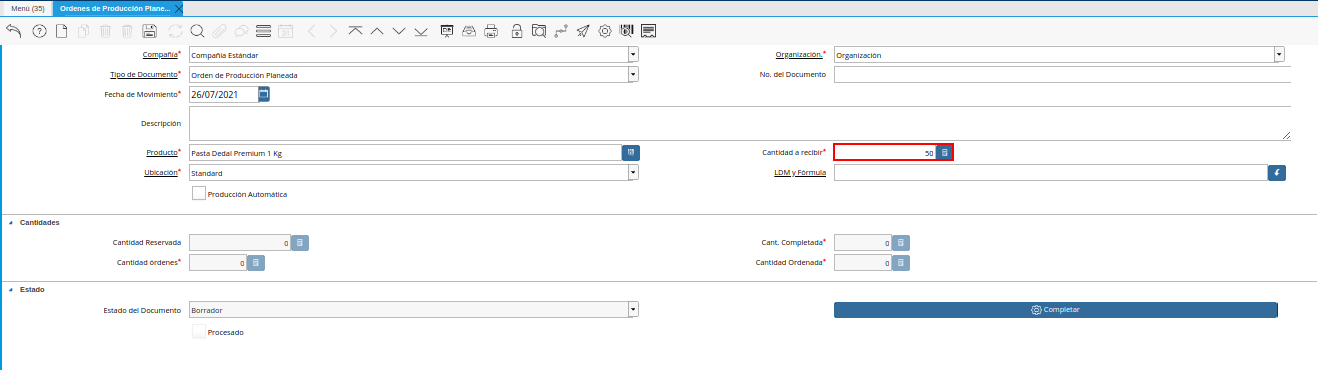 Menú (35) Ordenes de Producción Plane...
Compañía* Compañía Estándar Organización.* Organización
Tipo de Documento* Orden de Producción Planeada No. del Documento
Fecha de Movimiento* 26/07/2021
Descripción
Producto* Pasta Dedal Premium 1 Kg Cantidad a recibir* 50
Ubicación* Standard LDM y Fórmula
Producción Automática
Cantidades
Cantidad Reservada 0 Cant. Completada* 0
Cantidad órdenes* 0 Cantidad Ordenada* 0
Estado
Estado del Documento Borrador Completar
Procesado